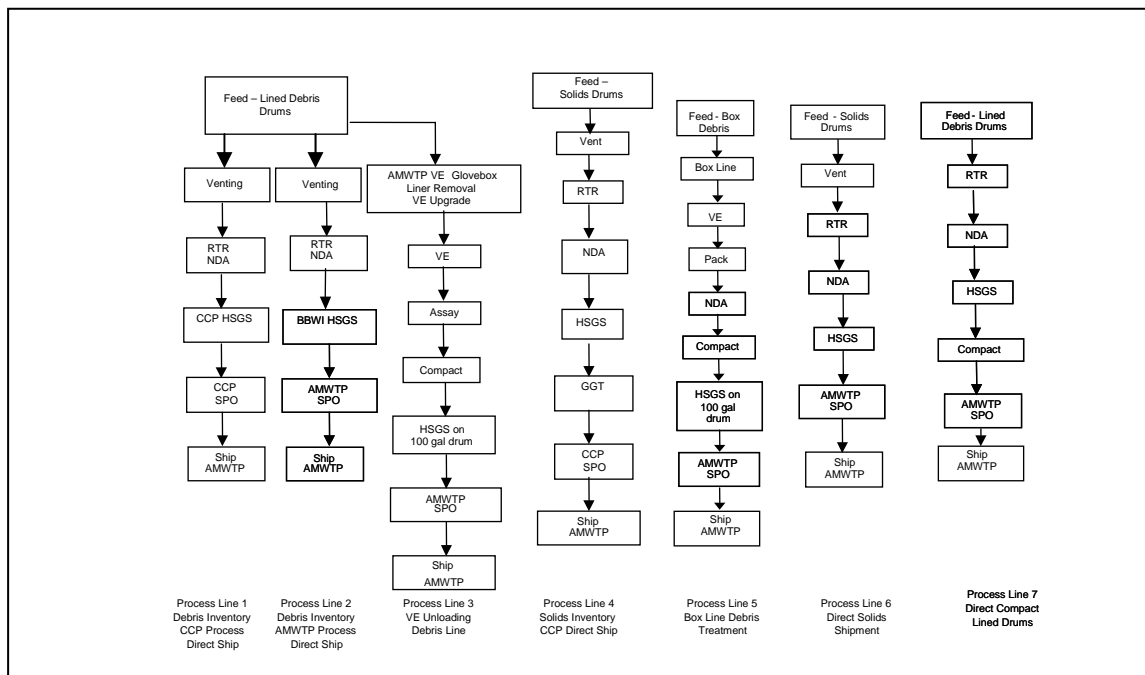 Feed – Lined Debris
Drums
Venting
RTR
NDA
CCP HSGS
CCP
SPO
Ship
AMWTP
Process Line 1
Debris Inventory
CCP Process
Direct Ship
Venting
RTR
NDA
BBWI HSGS
AMWTP
SPO
Ship
AMWTP
Process Line 2
Debris Inventory
AMWTP Process
Direct Ship
AMWTP VE Glovebox
Liner Removal
VE Upgrade
VE
Assay
Compact
HSGS on
100 gal drum
AMWTP
SPO
Ship
AMWTP
Process Line 3
VE Unloading
Debris Line
Feed –
Solids Drums
Vent
RTR
NDA
HSGS
GGT
CCP
SPO
Ship
AMWTP
Process Line 4
Solids Inventory
CCP Direct Ship
Feed - Box
Debris
Box Line
VE
Pack
NDA
Compact
HSGS on
100 gal
drum
AMWTP
SPO
Ship
AMWTP
Process Line 5
Box Line Debris
Treatment
Feed - Solids
Drums
Vent
RTR
NDA
HSGS
AMWTP
SPO
Ship
AMWTP
Process Line 6
Direct Solids
Shipment
Feed - Lined
Debris Drums
RTR
NDA
HSGS
Compact
AMWTP
SPO
Ship
AMWTP
Process Line 7
Direct Compact
Lined Drums